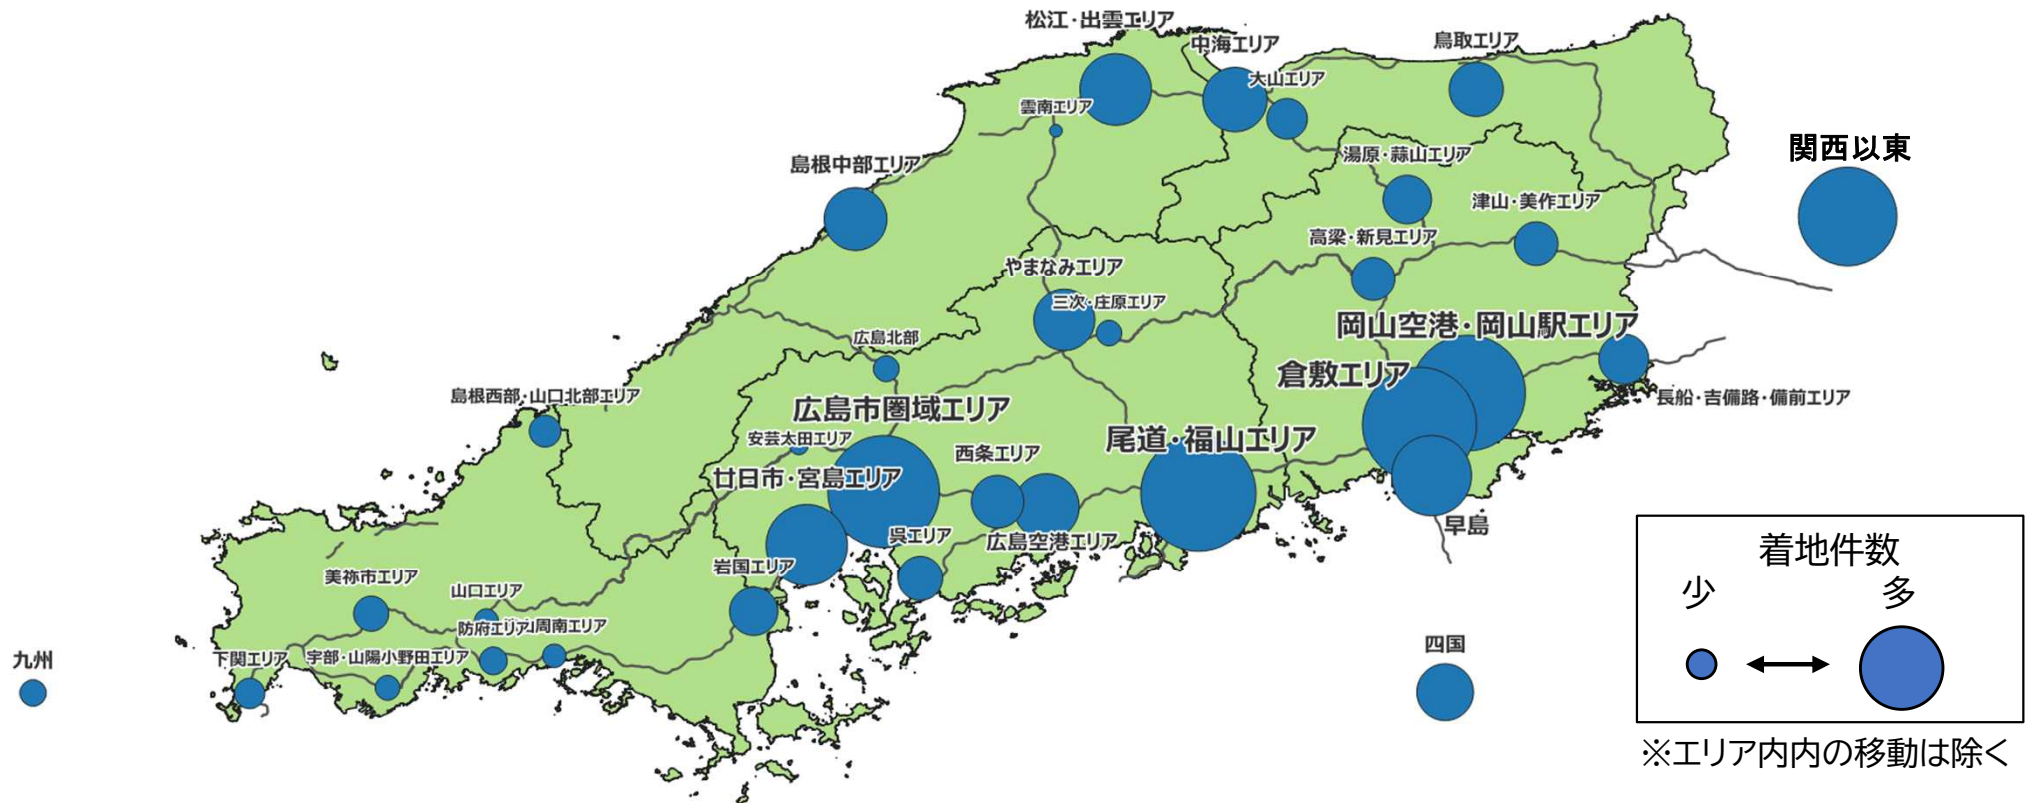 松江・出雲エリア
中海エリア
鳥取エリア
大山エリア
雲南エリア
関西以東
島根中部エリア
湯原・蒜山エリア
津山・美作エリア
高梁・新見エリア
やまなみエリア
三次・庄原エリア
岡山空港・岡山駅エリア
広島北部
倉敷エリア
島根西部・山口北部エリア
長船・吉備路・備前エリア
広島市圏域エリア
安芸太田エリア
尾道・福山エリア
西条エリア
廿日市・宮島エリア
早島
呉エリア
広島空港エリア
岩国エリア
美祢市エリア
山口エリア
防府エリア
周南エリア
九州
下関エリア
宇部・山陽小野田エリア
四国
着地件数
少
多
※エリア内内の移動は除く